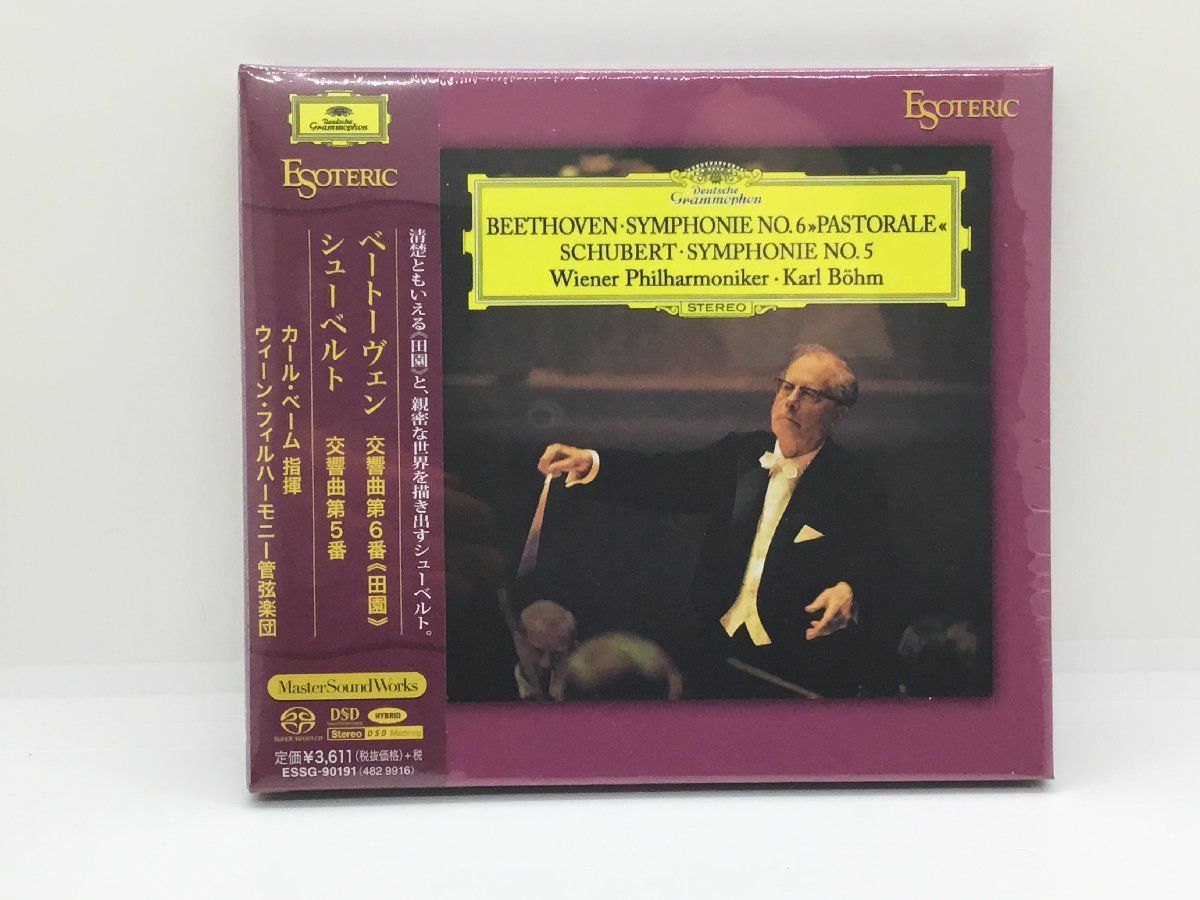 Deutsche
Grammophon
ESOTERIC
清楚ともいえる《田園》と、親密な世界を描き出すシューベルト。
ベートーヴェン 交響曲第6番《田園》
シューベルト 交響曲第5番
カール・ベーム 指揮
ウィーン・フィルハーモニー管弦楽団
MasterSoundWorks
SUPER AUDIO CD
DSD
HYBRID
Stereo
DSD Mastering
定価¥3,611(税抜価格)+税
ESSG-90191(482 9916)
ESOTERIC
Deutsche
Grammophon
BEETHOVEN·SYMPHONIE NO.6»PASTORALE«
SCHUBERT·SYMPHONIE NO.5
Wiener Philharmoniker·Karl Böhm
STEREO